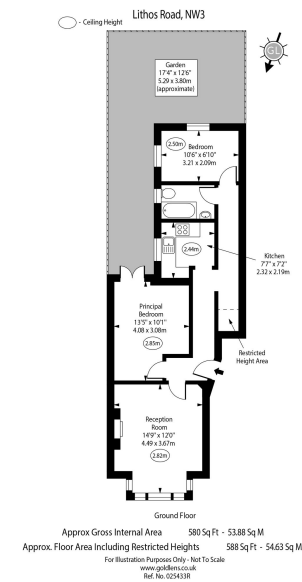 Lithos Road, NW3
- Ceiling Height
GL
Garden
17'4" x 12'6"
5.29 x 3.80m
(approximate)
2.50m
Bedroom
10'6" x 6'10"
3.21 x 2.09m
2.44m
Kitchen
7'7" x 7'2"
2.32 x 2.19m
Principal
Bedroom
13'5" x 10'1"
4.08 x 3.08m
2.85m
Restricted
Height Area
Reception
Room
14'9" x 12'0"
4.49 x 3.67m
2.82m
Ground Floor
Approx Gross Internal Area 580 Sq Ft - 53.88 Sq M
Approx. Floor Area Including Restricted Heights 588 Sq Ft - 54.63 Sq M
For Illustration Purposes Only - Not To Scale
www.goldlens.co.uk
Ref. No. 025433R